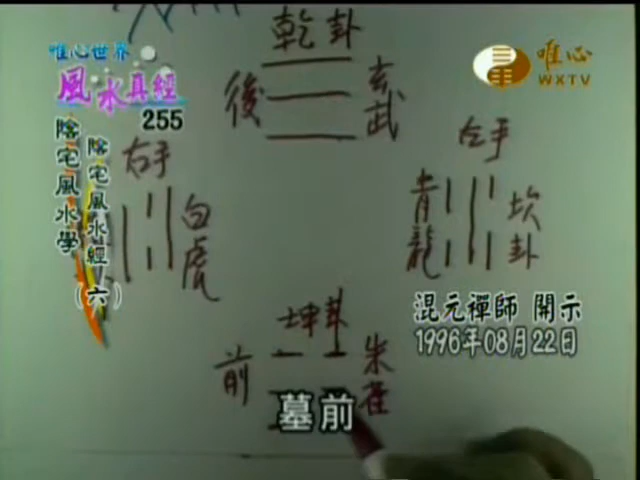 唯心世界
風水真經
255
陰宅風水學
陰宅風水經(六)
唯心
WXTV
乾卦
後
玄武
右手
白虎
左手
青龍
坎卦
坤卦
前
朱雀
混元禪師 開示
1996年08月22日
墓前